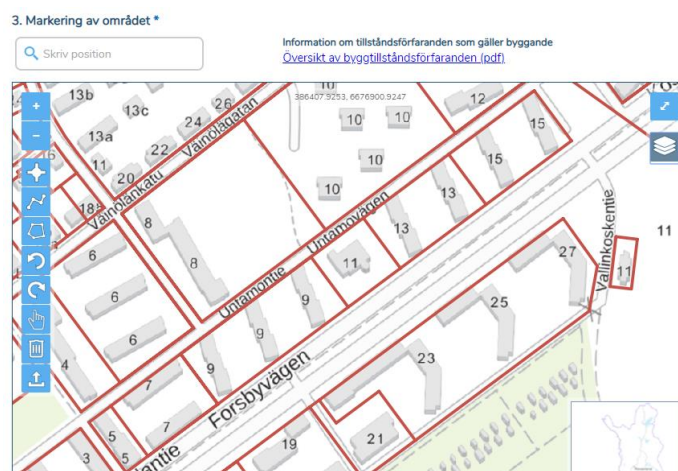 3. Markering av området *
Skriv position
Information om tillståndsförfaranden som gäller byggande
Översikt av byggtillståndsförfaranden (pdf)
386407.9253, 6676900.9247
13b
13c
26
24
22
13a
11
20
18b
Väinölägatan
Väinölänkatu
10
10
10
10
10
12
15
15
13
13
11
Untamovägen
Untamontie
8
8
6
6
6
9
9
9
4
7
7
5
5
3
Forsbyvägen
27
25
23
21
19
Vallinkoskentie
11
11